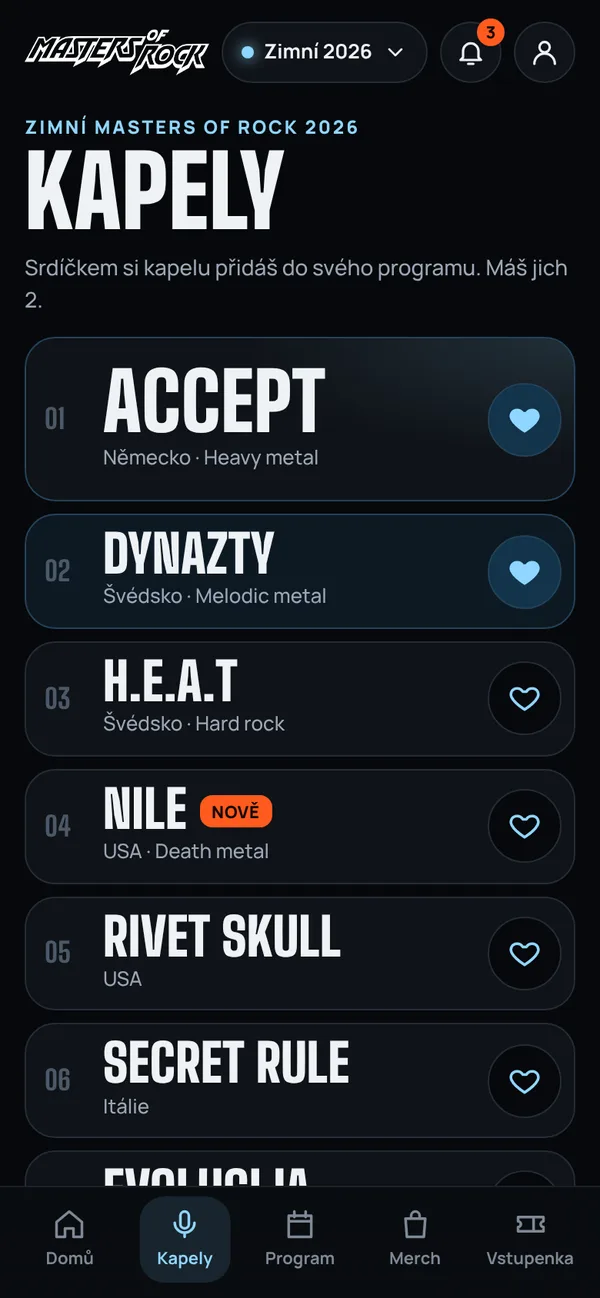 MASTERS OF ROCK
Zimní 2026
3
ZIMNÍ MASTERS OF ROCK 2026
KAPELY
Srdíčkem si kapelu přidáš do svého programu. Máš jich
2.
01
ACCEPT
Německo · Heavy metal
02
DYNAZTY
Švédsko · Melodic metal
03
H.E.A.T
Švédsko · Hard rock
04
NILE NOVĚ
USA · Death metal
05
RIVET SKULL
USA
06
SECRET RULE
Itálie
Domů
Kapely
Program
Merch
Vstupenka